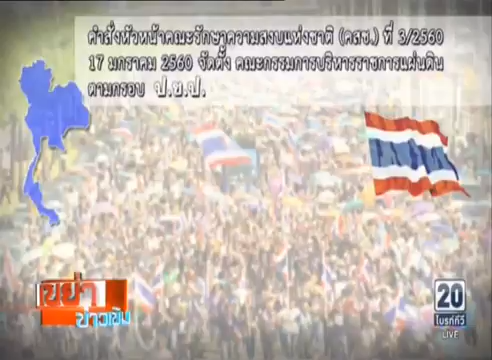 คำสั่งหัวหน้าคณะรักษาความสงบแห่งชาติ (คสช.) ที่ 3/2560
17 มกราคม 2560 จัดตั้ง คณะกรรมการบริหารราชการแผ่นดิน
ตามกรอบ ป.ย.ป.
เขย่า
ข่าวเข้ม
20
ไบรท์ทีวี
LIVE